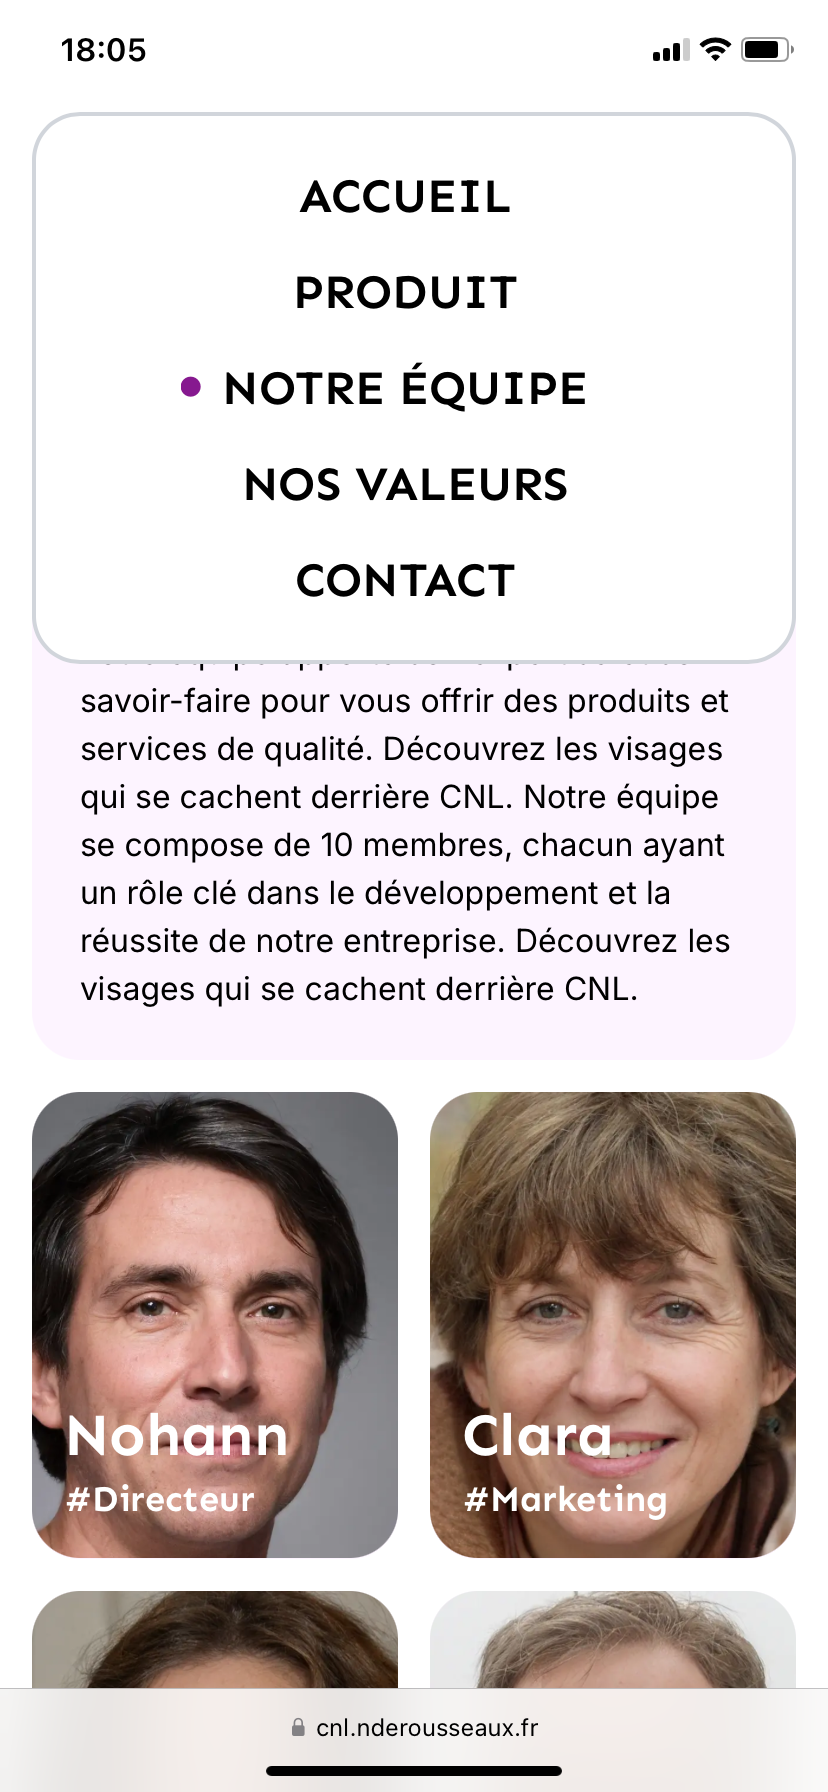 18:05
ACCUEIL
PRODUIT
NOTRE ÉQUIPE
NOS VALEURS
CONTACT
savoir-faire pour vous offrir des produits et
services de qualité. Découvrez les visages
qui se cachent derrière CNL. Notre équipe
se compose de 10 membres, chacun ayant
un rôle clé dans le développement et la
réussite de notre entreprise. Découvrez les
visages qui se cachent derrière CNL.
Nohann
#Directeur
Clara
#Marketing
cnl.nderousseaux.fr